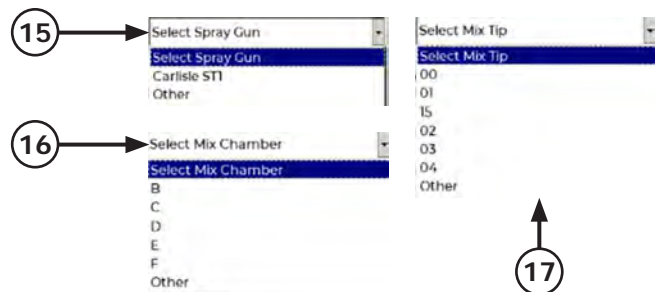 15
Select Spray Gun
Select Spray Gun
Carlisle ST1
Other
16
Select Mix Chamber
Select Mix Chamber
B
C
D
E
F
Other
Select Mix Tip
Select Mix Tip
00
01
15
02
03
04
Other
17